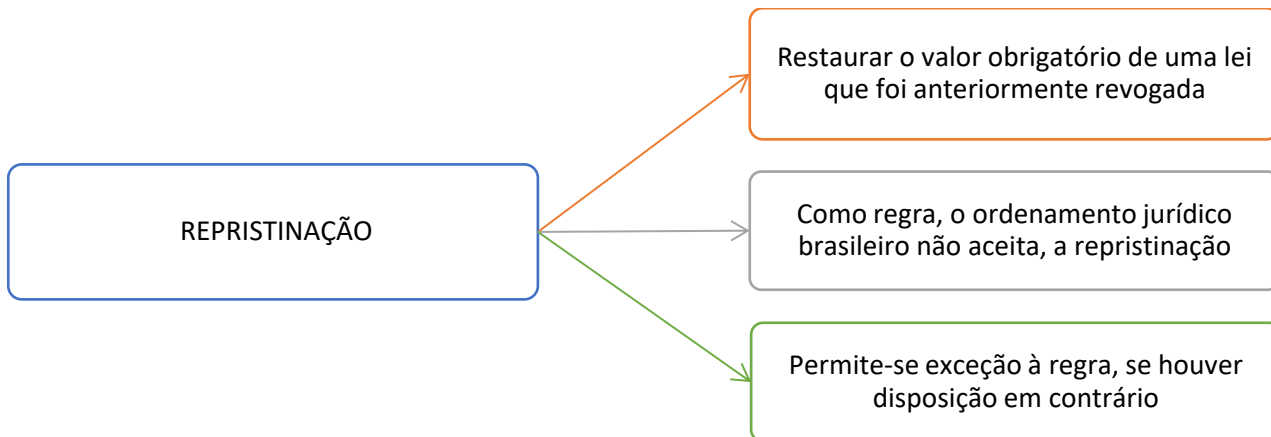 REPRISTINAÇÃO
Restaurar o valor obrigatório de uma lei
que foi anteriormente revogada
Como regra, o ordenamento jurídico
brasileiro não aceita, a repristinação
Permite-se exceção à regra, se houver
disposição em contrário